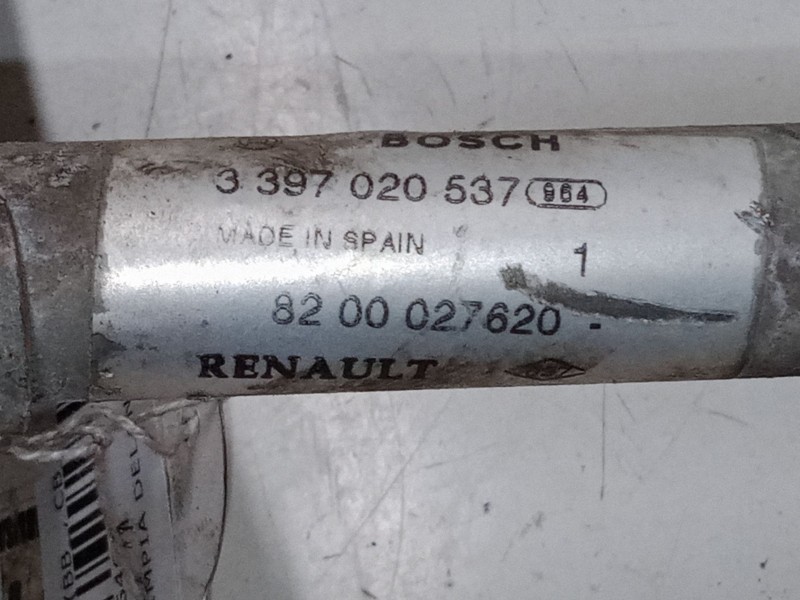 BOSCH
3 397 020 537 964
MADE IN SPAIN
1
82 00 027620 -
RENAULT